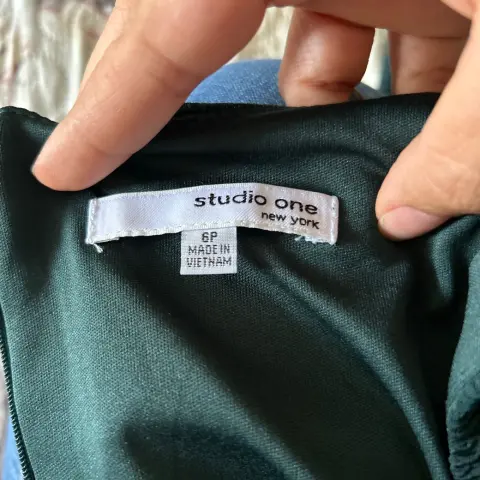 studio one
new york
6P
MADE IN
VIETNAM